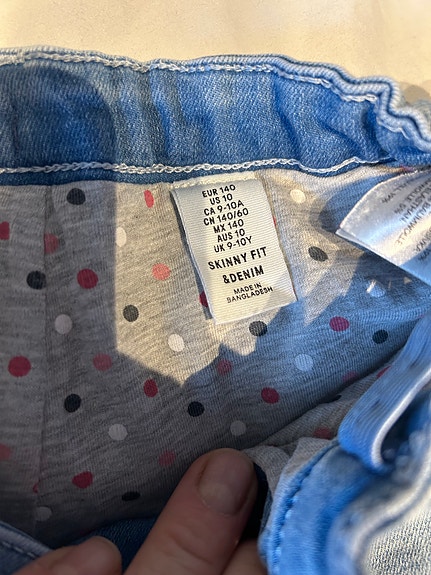 EUR 140
US 10
CA 9-10A
CN 140/60
MX 140
AUS 10
UK 9-10Y
SKINNY FIT
&DENIM
MADE IN
BANGLADESH